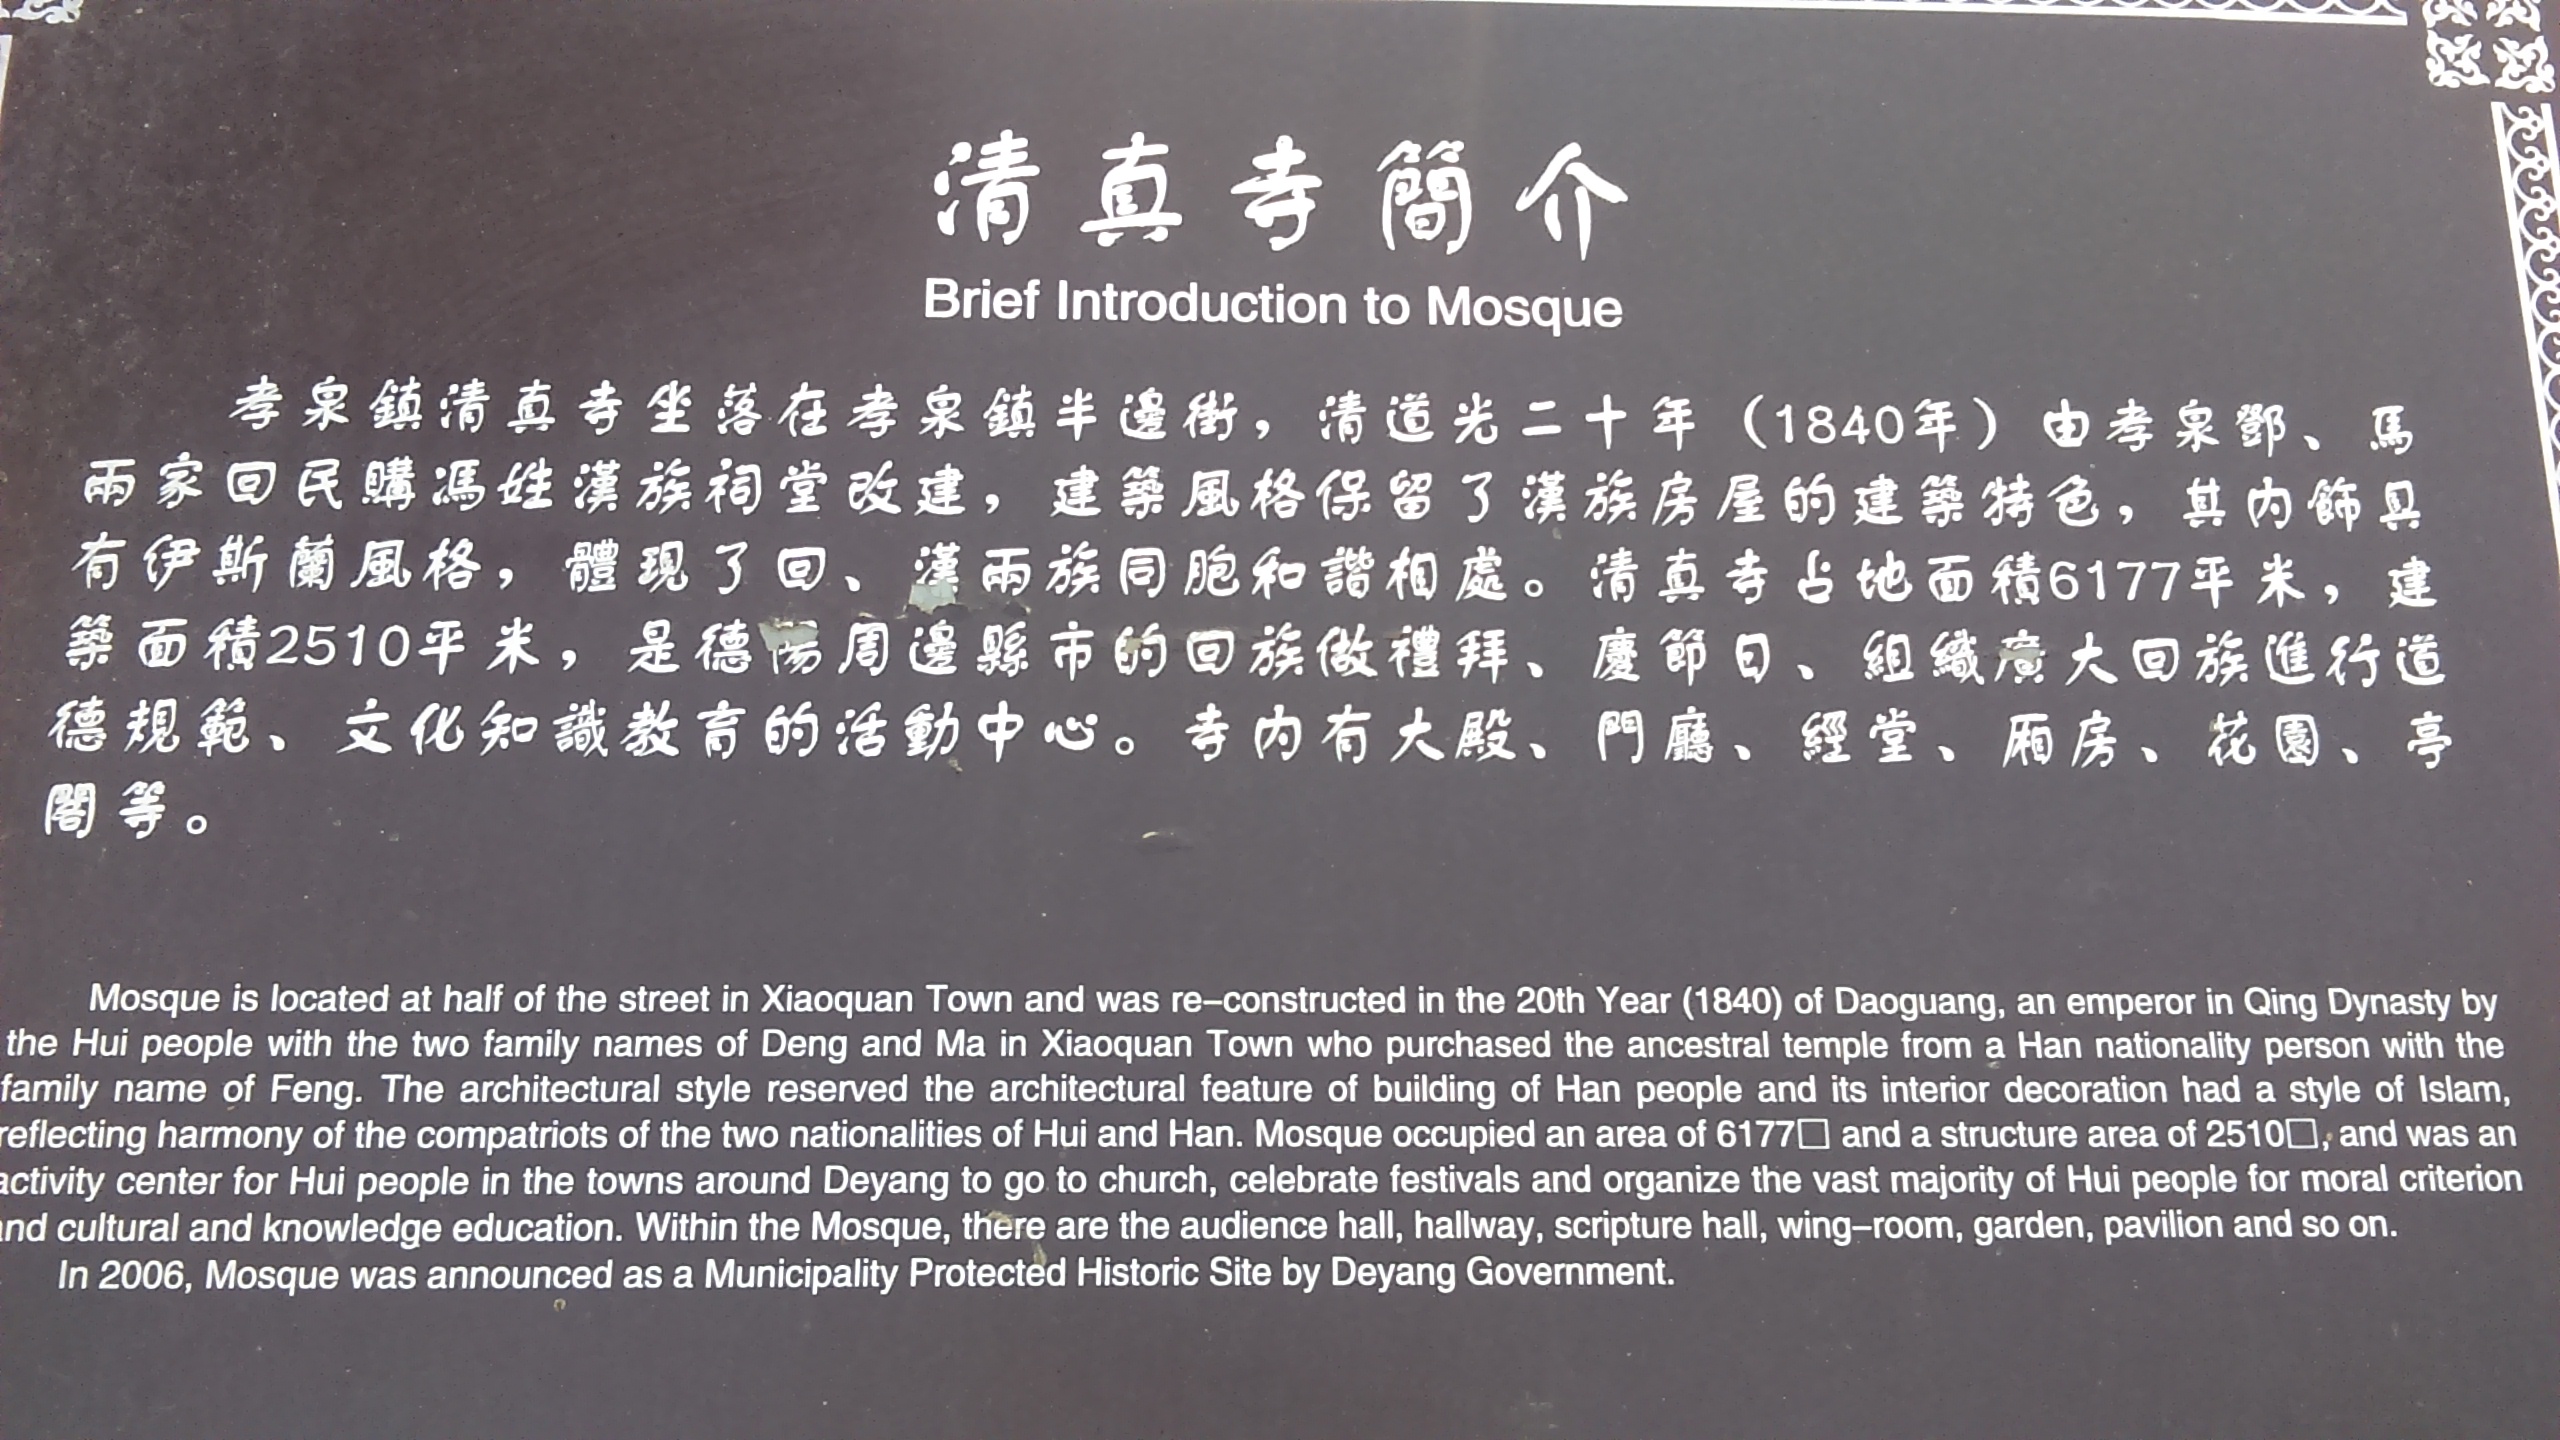 清真寺簡介
Brief Introduction to Mosque
孝泉鎮清真寺坐落在孝泉鎮半邊街，清道光二十年（1840年）由孝泉鄧、馬
兩家回民購馮姓漢族祠堂改建，建築風格保留了漢族房屋的建築特色，其内飾具
有伊斯蘭風格，體現了回、漢兩族同胞和諧相處。清真寺占地面積6177平米，建
築面積2510平米，是德陽周邊縣市的回族做禮拜、慶節日、組織廣大回族進行道
德規範、文化知識教育的活動中心。寺内有大殿、門廳、經堂、厢房、花園、亭
閣等。
Mosque is located at half of the street in Xiaoquan Town and was re–constructed in the 20th Year (1840) of Daoguang, an emperor in Qing Dynasty by
the Hui people with the two family names of Deng and Ma in Xiaoquan Town who purchased the ancestral temple from a Han nationality person with the
family name of Feng. The architectural style reserved the architectural feature of building of Han people and its interior decoration had a style of Islam,
reflecting harmony of the compatriots of the two nationalities of Hui and Han. Mosque occupied an area of 6177□ and a structure area of 2510□, and was an
activity center for Hui people in the towns around Deyang to go to church, celebrate festivals and organize the vast majority of Hui people for moral criterion
and cultural and knowledge education. Within the Mosque, there are the audience hall, hallway, scripture hall, wing–room, garden, pavilion and so on.
In 2006, Mosque was announced as a Municipality Protected Historic Site by Deyang Government.